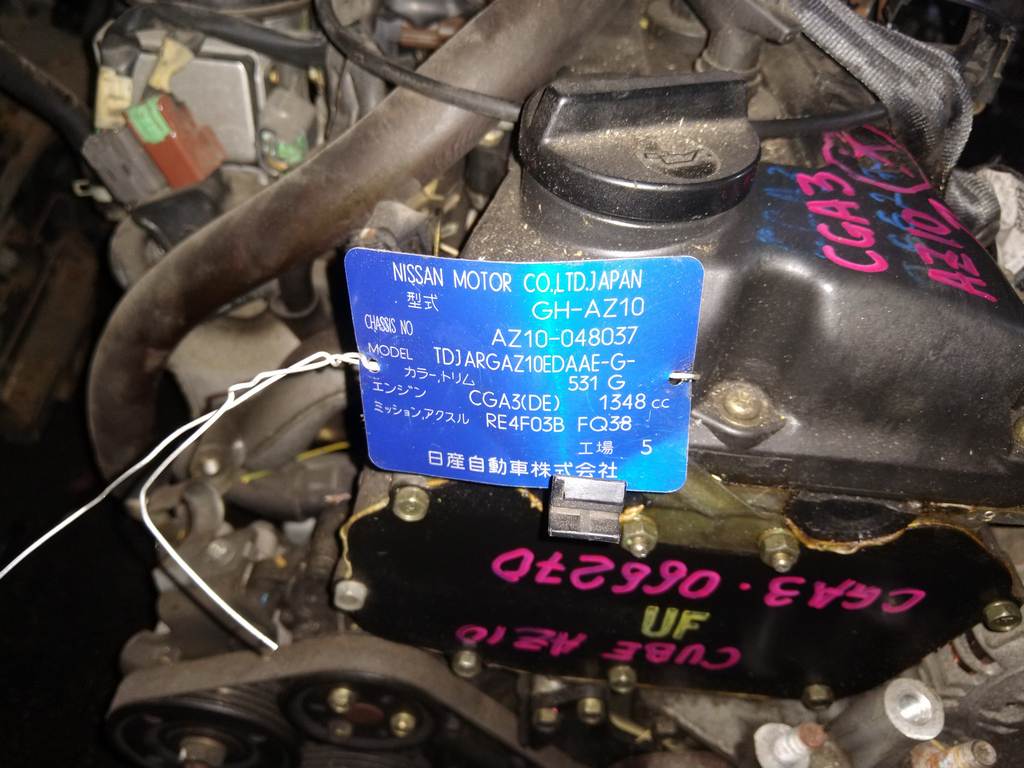 NISSAN MOTOR CO.,LTD.JAPAN
型式 GH-AZ10
CHASSIS NO AZ10-048037
MODEL TDJARGAZ10EDAAE-G-
カラー,トリム 531 G
エンジン CGA3(DE) 1348 cc
ミッション,アクスル RE4F03B FQ38
工場 5
日産自動車株式会社
CGA3
AZ10
CGA3.066270
UF
CUBE AZ10